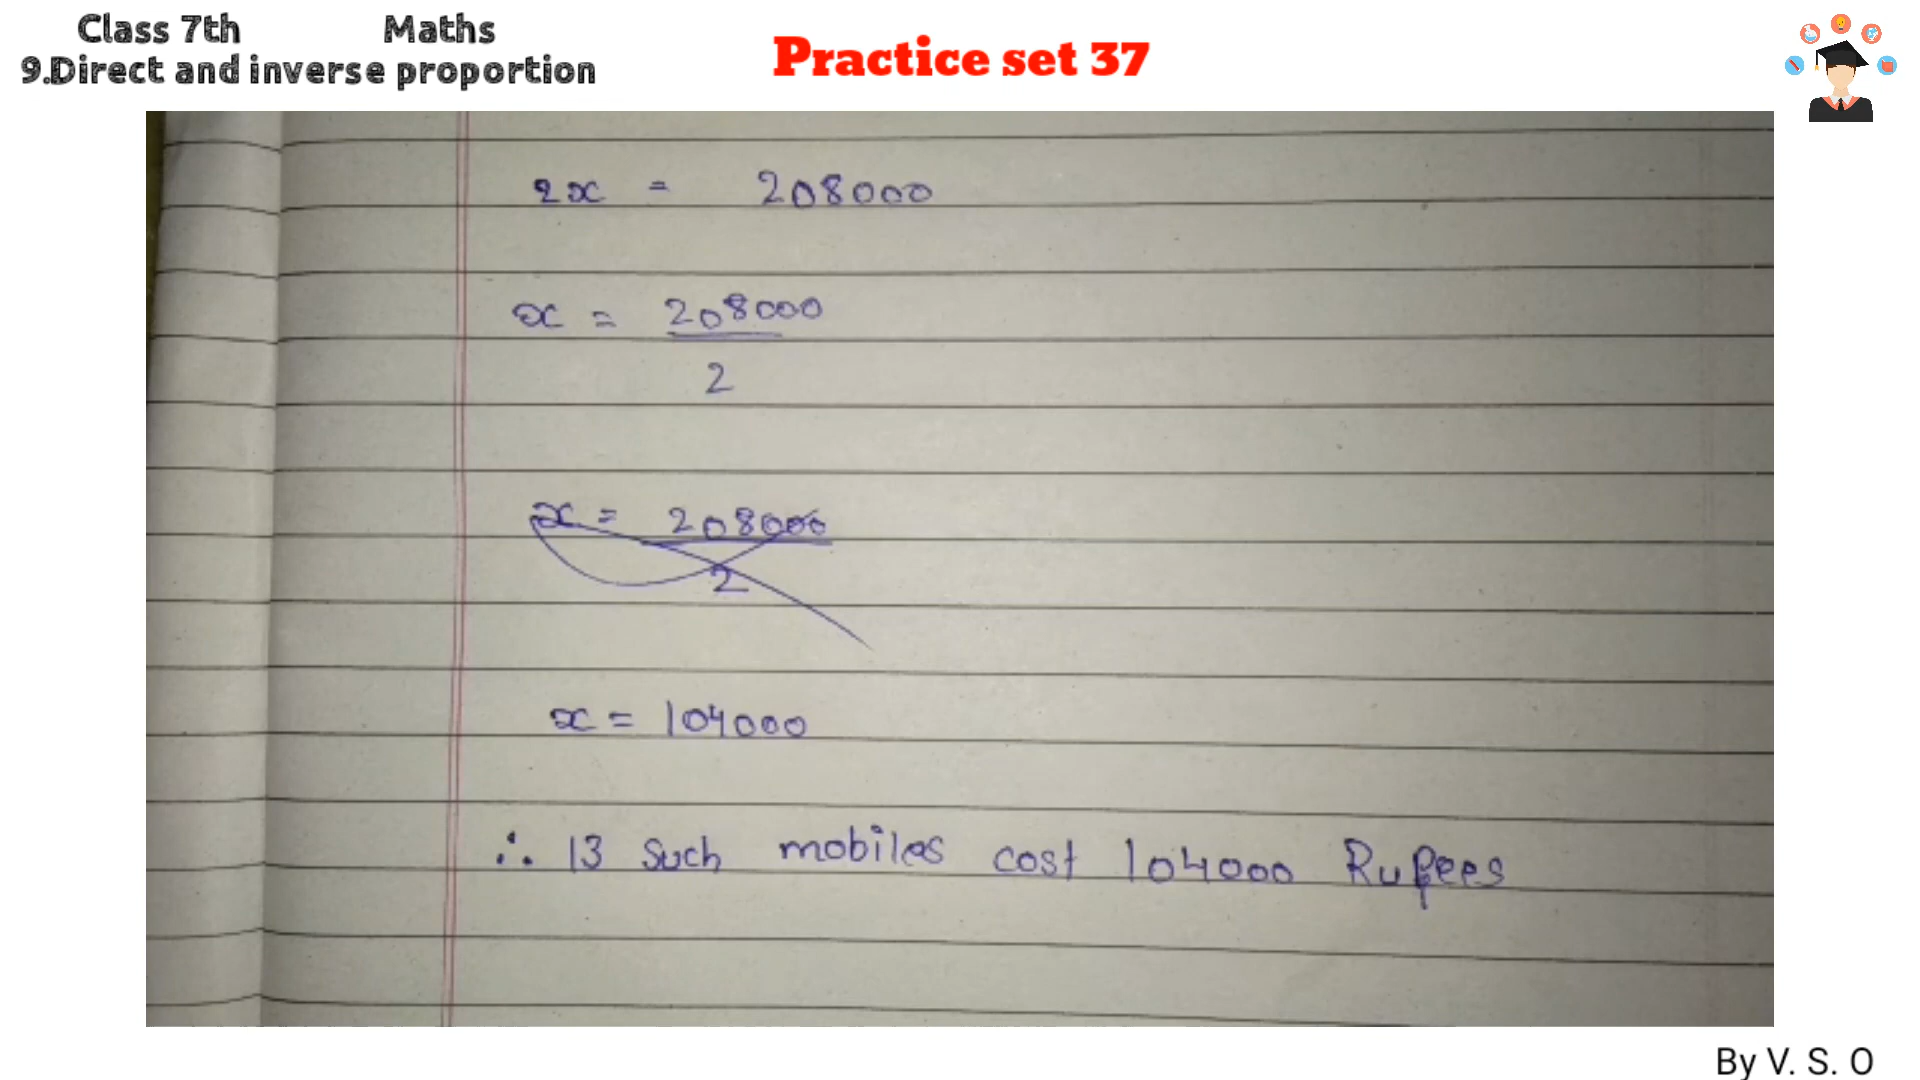 Class 7th Maths
9.Direct and inverse proportion
Practice set 37
2x = 208000
x = 208000
2
x = 208000
2
x = 104000
∴ 13 such mobiles cost 104000 Rupees
By V. S. O